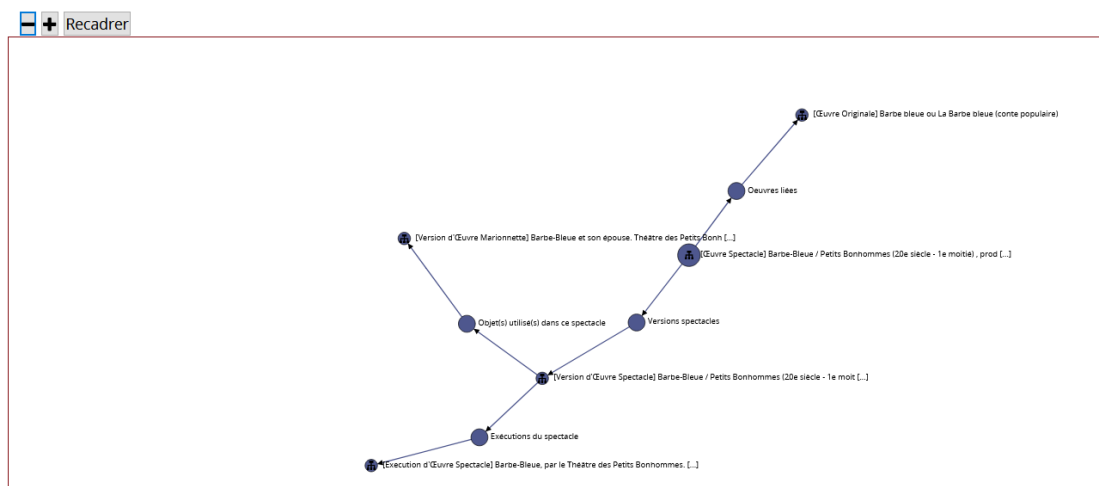 Recadrer
[Œuvre Originale] Barbe bleue ou La Barbe bleue (conte populaire)
Oeuvres liées
[Version d'Œuvre Marionnette] Barbe-Bleue et son épouse. Théâtre des Petits Bonh [...]
[Œuvre Spectacle] Barbe-Bleue / Petits Bonhommes (20e siècle - 1e moitié) , prod [...]
Objet(s) utilisé(s) dans ce spectacle
Versions spectacles
[Version d'Œuvre Spectacle] Barbe-Bleue / Petits Bonhommes (20e siècle - 1e moit [...]
Exécutions du spectacle
[Execution d'Œuvre Spectacle] Barbe-Bleue, par le Théâtre des Petits Bonhommes. [...]